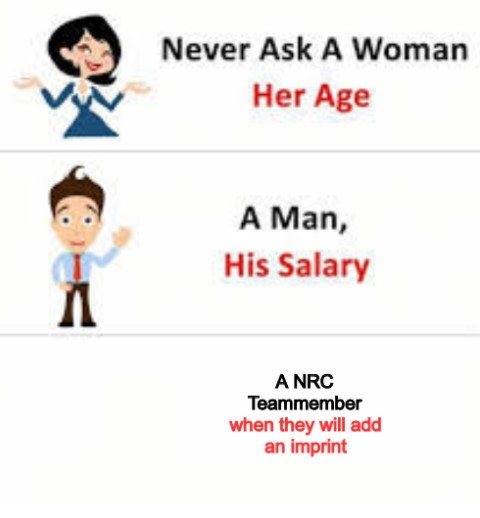 Never Ask A Woman
Her Age
A Man,
His Salary
A NRC
Teammember
when they will add
an imprint